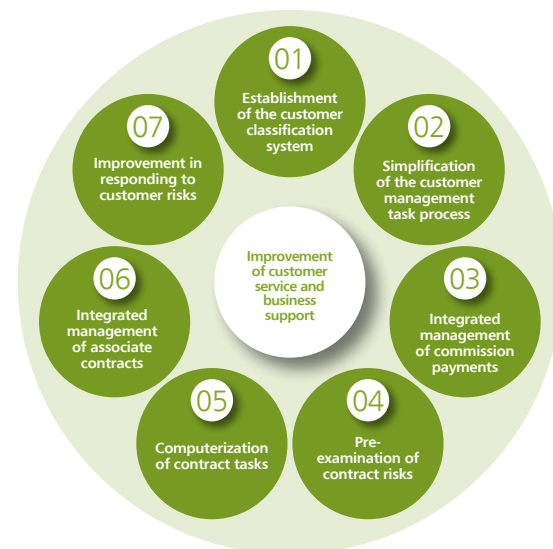 01
Establishment
of the customer
classification
system
02
Simplification
of the customer
management
task process
03
Integrated
management
of commission
payments
04
Pre-
examination of
contract risks
05
Computerization
of contract tasks
06
Integrated
management
of associate
contracts
07
Improvement in
responding to
customer risks
Improvement
of customer
service and
business
support